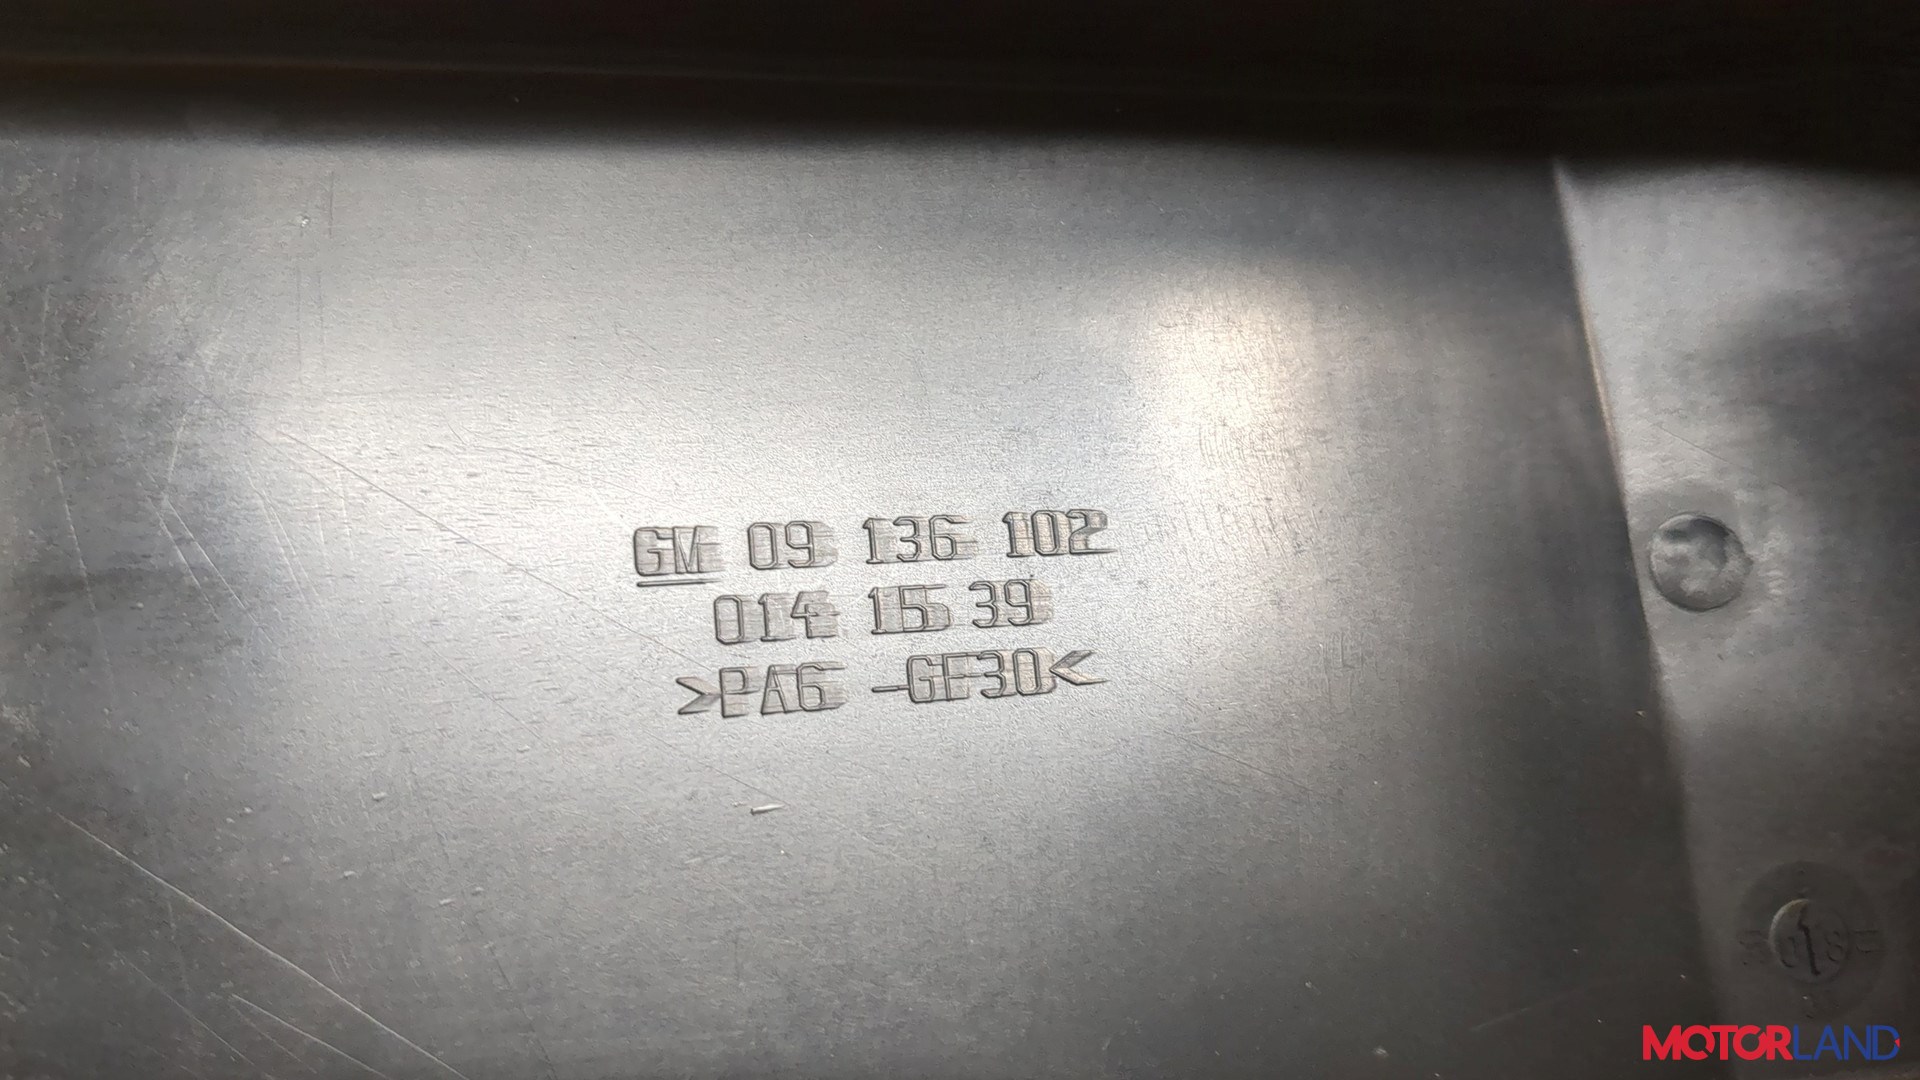 GM 09 136 102
014 15 39
>PA6 -GF30<
MOTORLAND